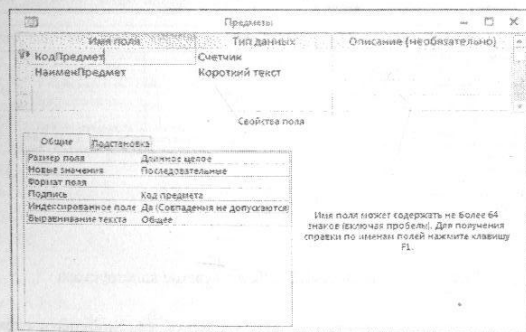 Предметы
Имя поля Тип данных Описание (необязательно)
КодПредмет Счетчик
НаименПредмет Короткий текст
Свойства поля
Общие Подстановка
Размер поля Длинное целое
Новые значения Последовательные
Формат поля
Подпись Код предмета
Индексированное поле Да (Совпадения не допускаются)
Выравнивание текста Общее
Имя поля может содержать не более 64
знаков (включая пробелы). Для получения
справки по именам полей нажмите клавишу
F1.